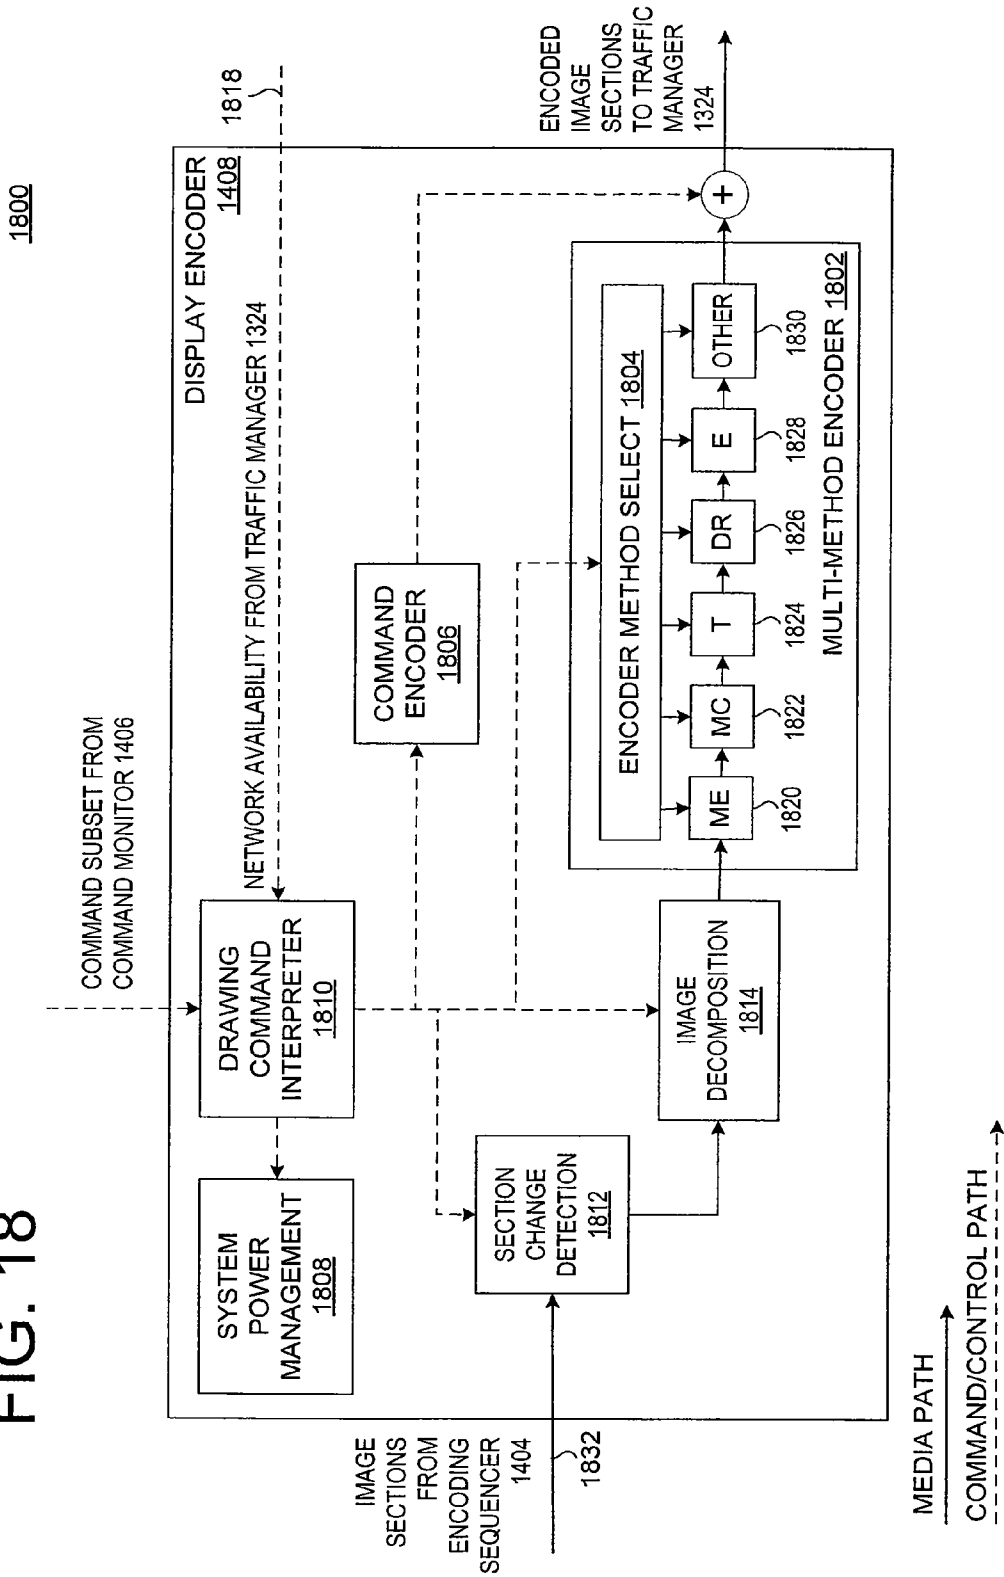 1800
COMMAND SUBSET FROM
COMMAND MONITOR 1406
1818
NETWORK AVAILABILITY FROM TRAFFIC MANAGER 1324
DISPLAY ENCODER
1408
ENCODED
IMAGE
SECTIONS
TO TRAFFIC
MANAGER
1324
SYSTEM
POWER
MANAGEMENT
1808
DRAWING
COMMAND
INTERPRETER
1810
COMMAND
ENCODER
1806
+
SECTION
CHANGE
DETECTION
1812
IMAGE
DECOMPOSITION
1814
ENCODER METHOD SELECT 1804
ME
MC
T
DR
E
OTHER
1820
1822
1824
1826
1828
1830
MULTI-METHOD ENCODER 1802
IMAGE
SECTIONS
FROM
ENCODING
SEQUENCER
1404
1832
MEDIA PATH
COMMAND/CONTROL PATH
FIG. 18